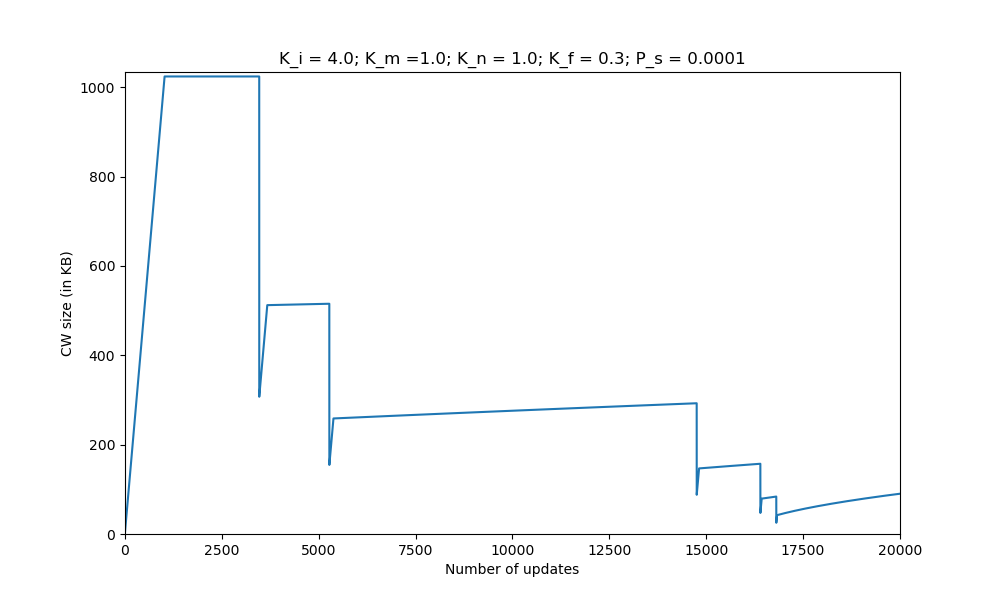 K_i = 4.0; K_m =1.0; K_n = 1.0; K_f = 0.3; P_s = 0.0001
1000
800
600
400
200
0
CW size (in KB)
0 2500 5000 7500 10000 12500 15000 17500 20000
Number of updates